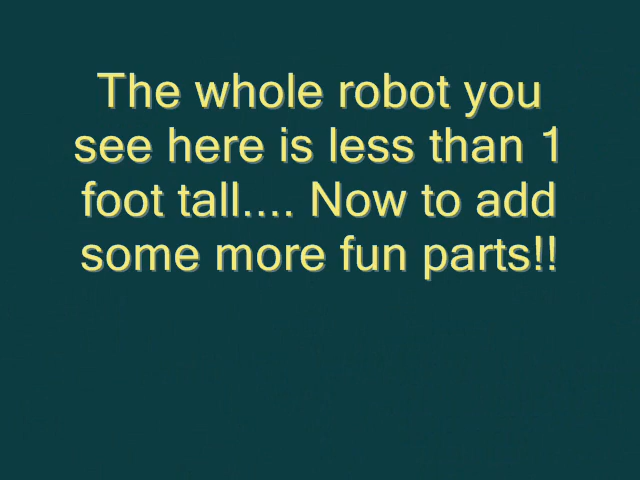 The whole robot you
see here is less than 1
foot tall.... Now to add
some more fun parts!!